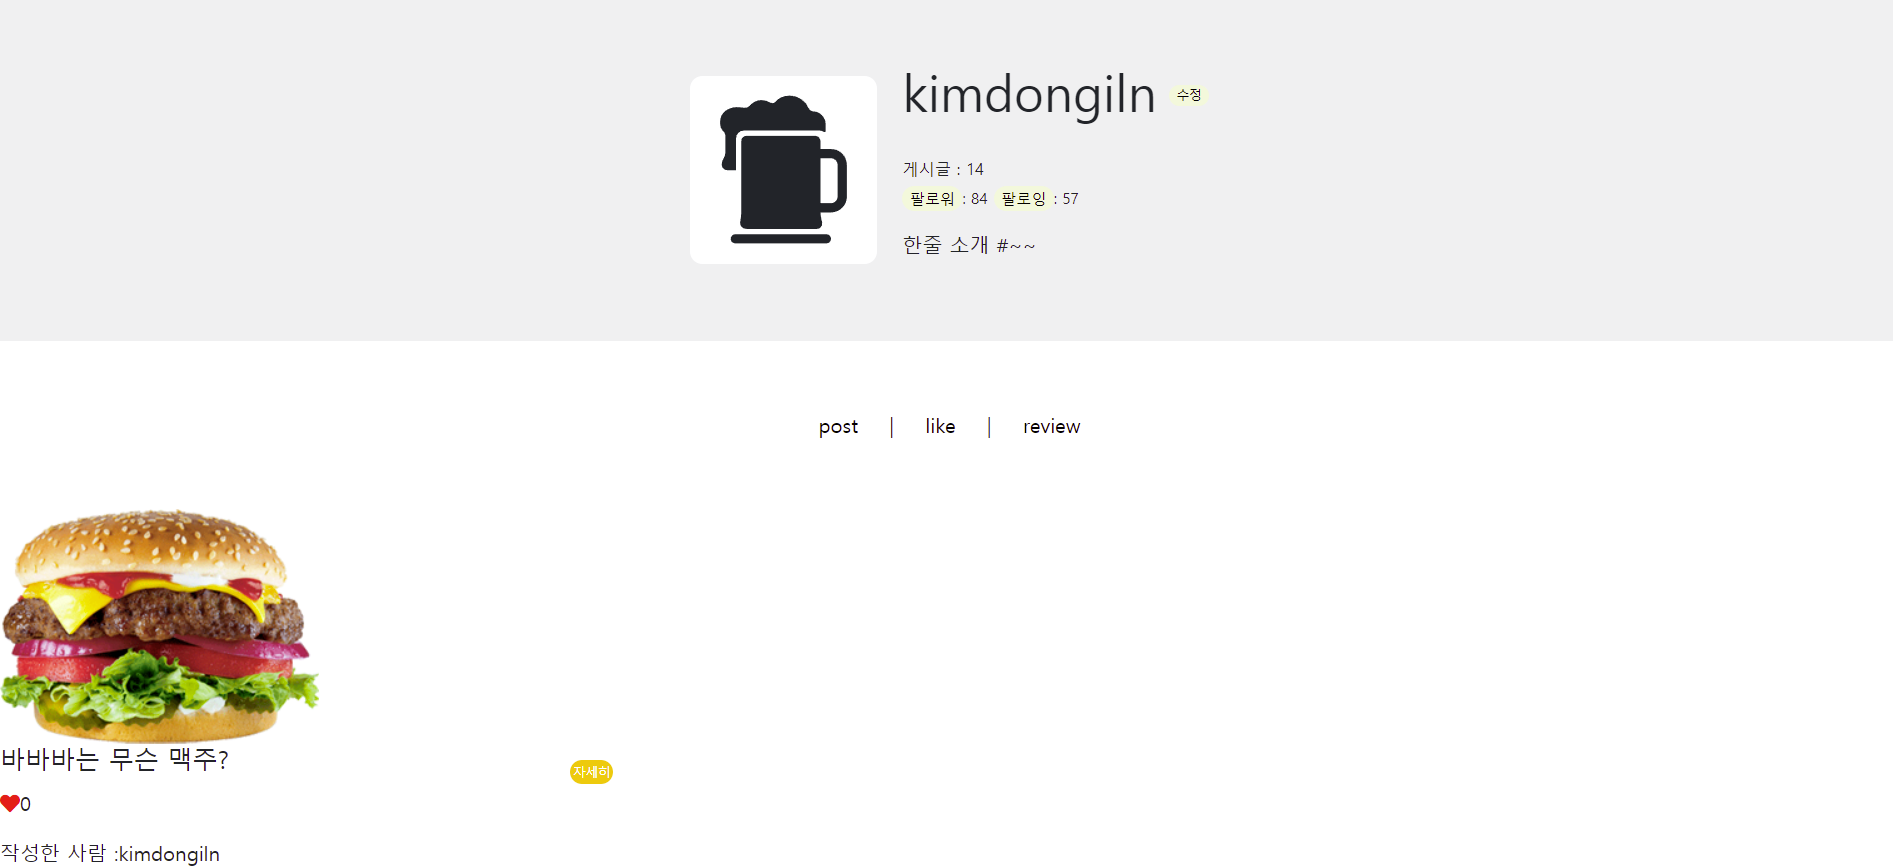 kimdongiln 수정
게시글 : 14
팔로워 : 84 팔로잉 : 57
한줄 소개 #~~
post | like | review
바바바는 무슨 맥주?
자세히
0
작성한 사람 :kimdongiln